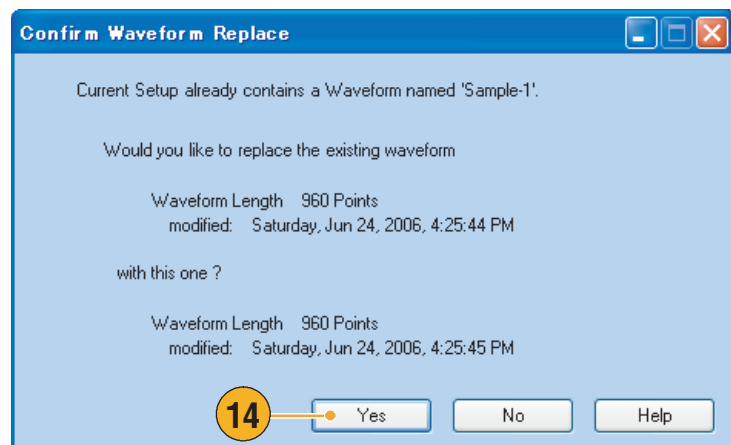 Confirm Waveform Replace
Current Setup already contains a Waveform named 'Sample-1'.
Would you like to replace the existing waveform
Waveform Length 960 Points
modified: Saturday, Jun 24, 2006, 4:25:44 PM
with this one ?
Waveform Length 960 Points
modified: Saturday, Jun 24, 2006, 4:25:45 PM
14 Yes No Help